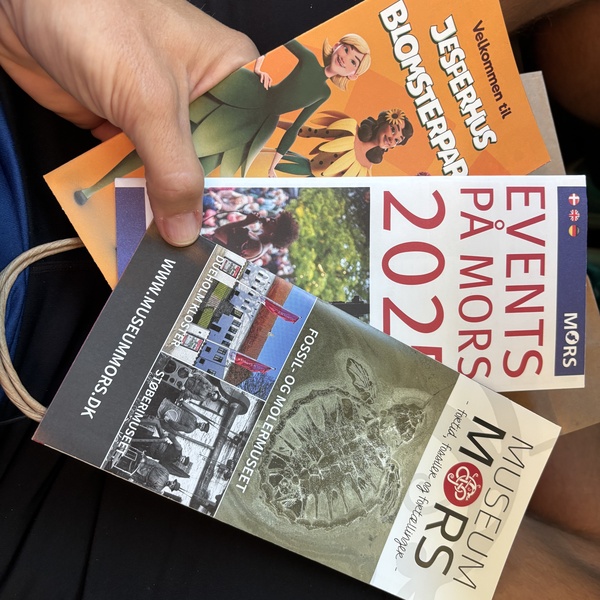 Velkommen til
JESPERHUS
BLOMSTERPAR
MORS
EVENTS
PÅ MORS
2025
MUSEUM
MORS
- fortid, fossiler og fortællinger -
FOSSIL- OG MOLERMUSEET
DUEHOLM KLOSTER
STØBERIMUSEET
WWW.MUSEUMMORS.DK